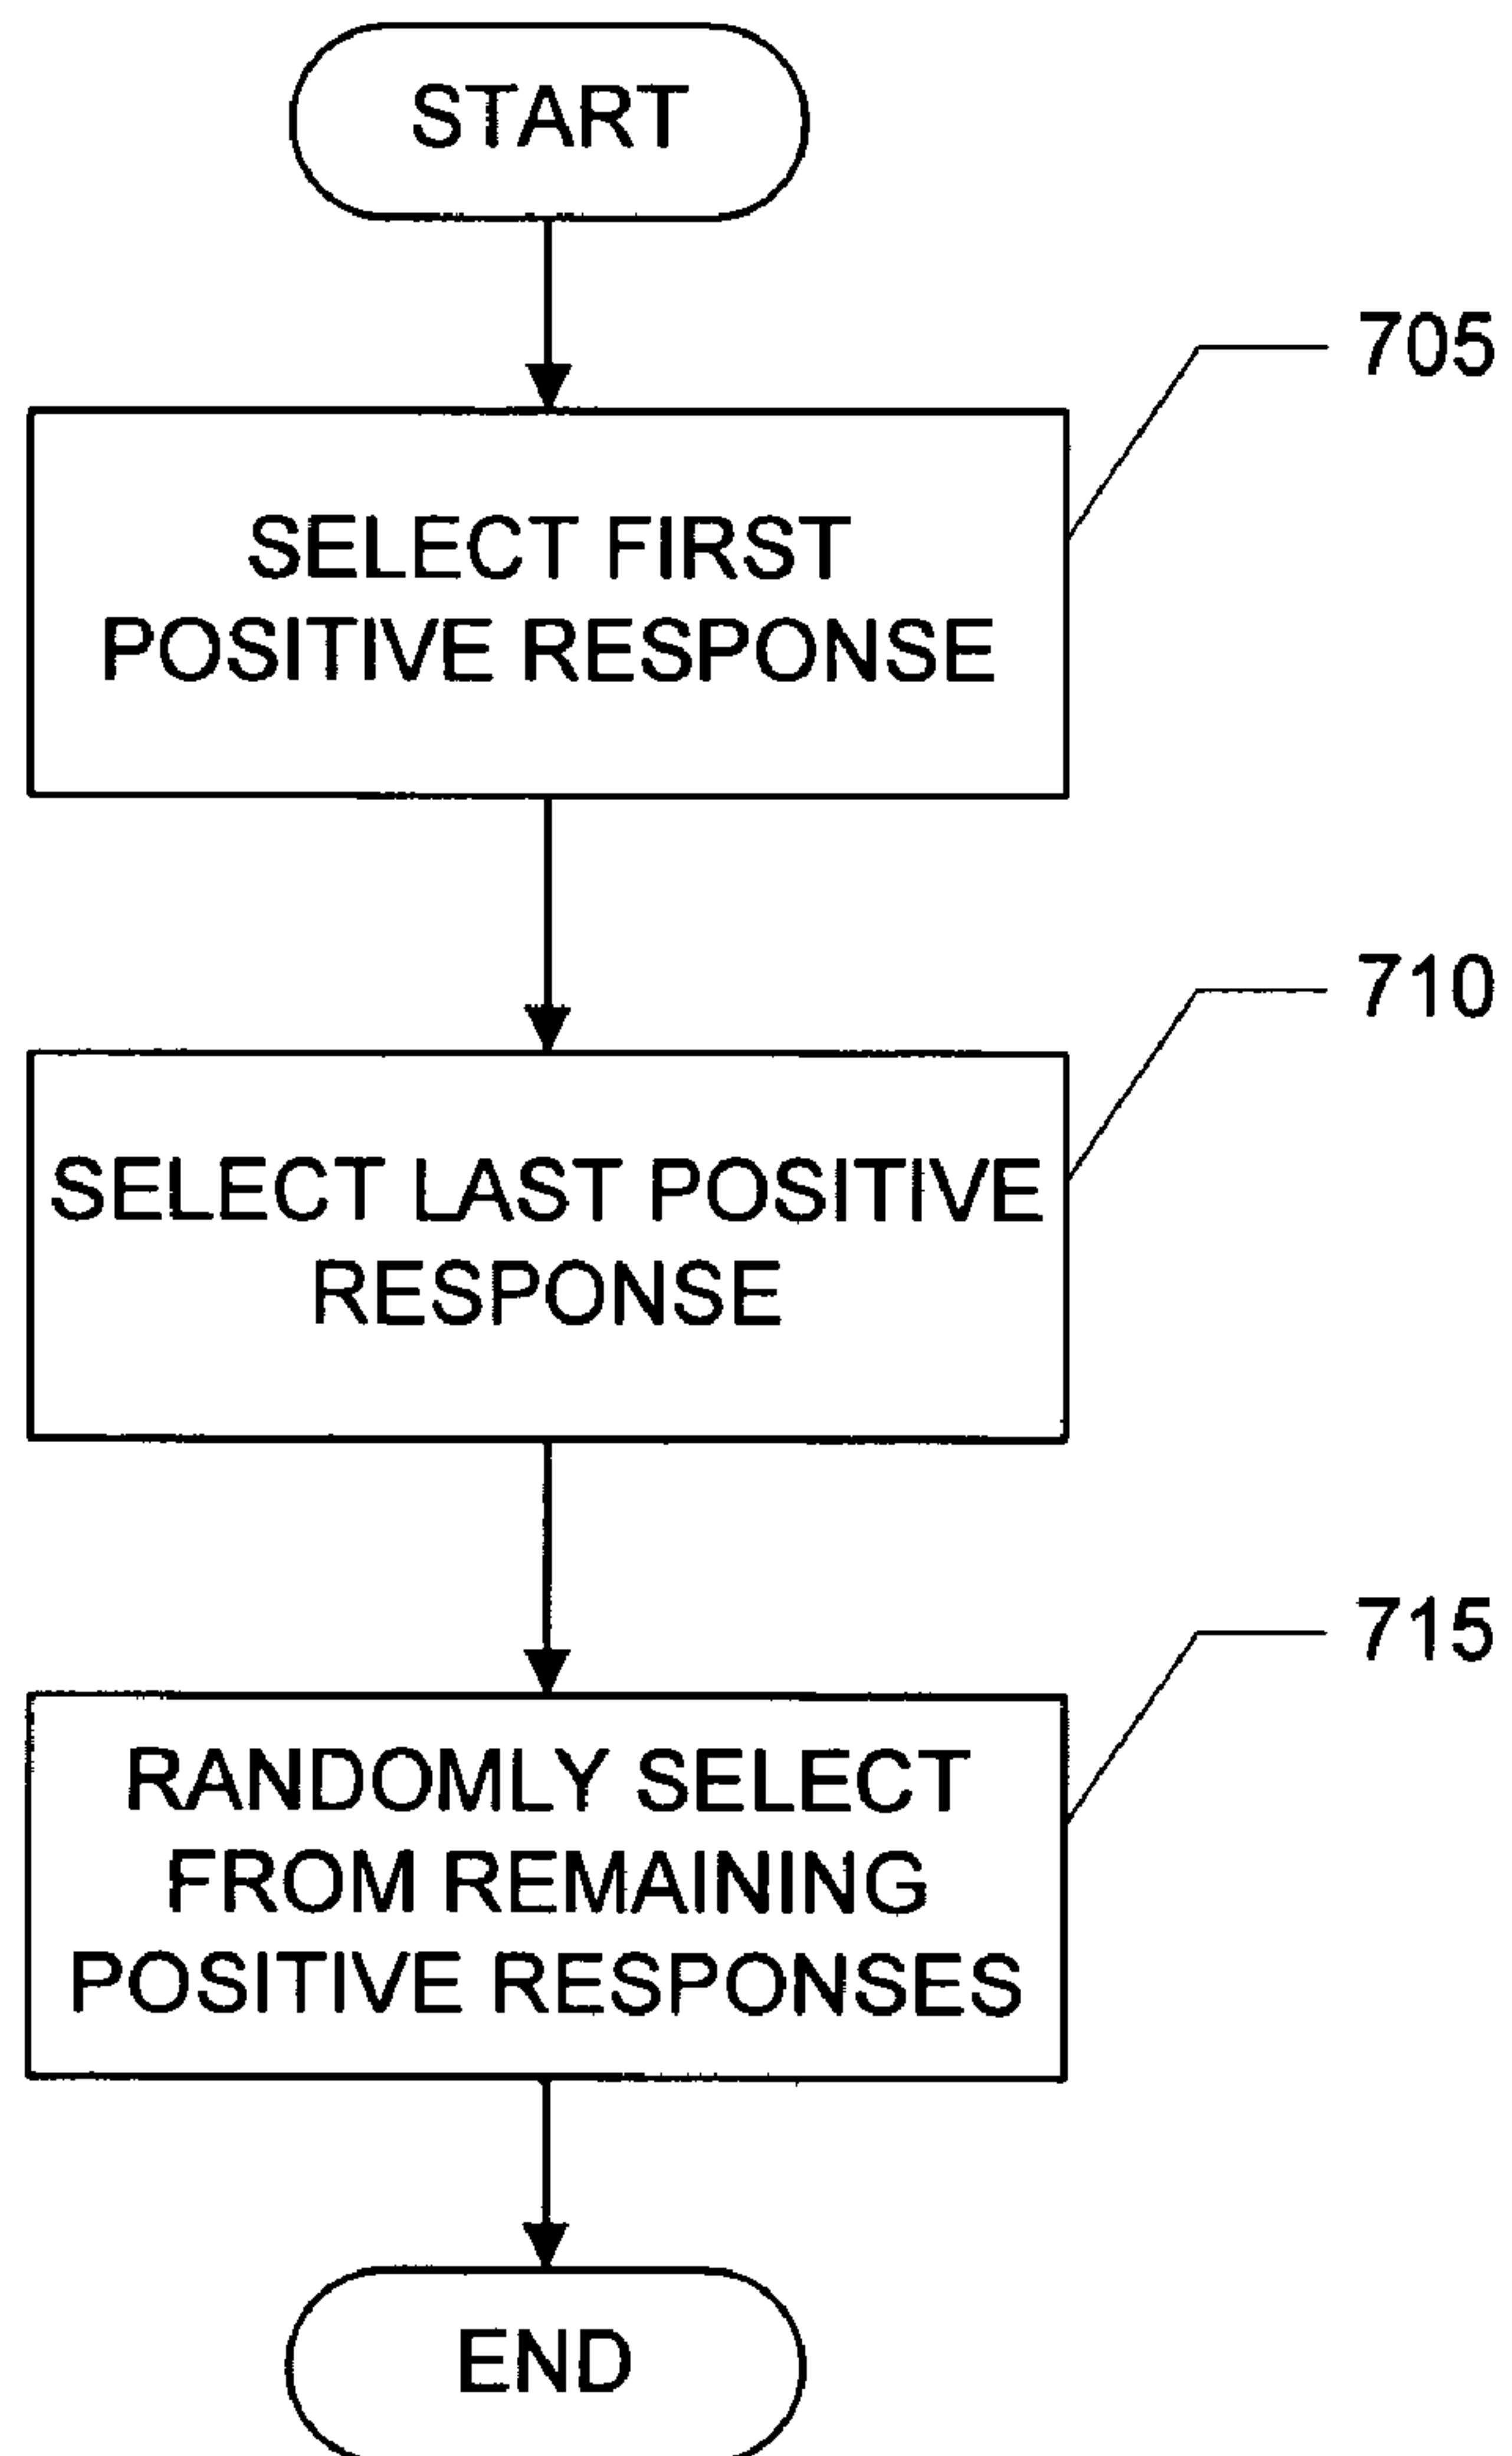 START
705
SELECT FIRST
POSITIVE RESPONSE
710
SELECT LAST POSITIVE
RESPONSE
715
RANDOMLY SELECT
FROM REMAINING
POSITIVE RESPONSES
END